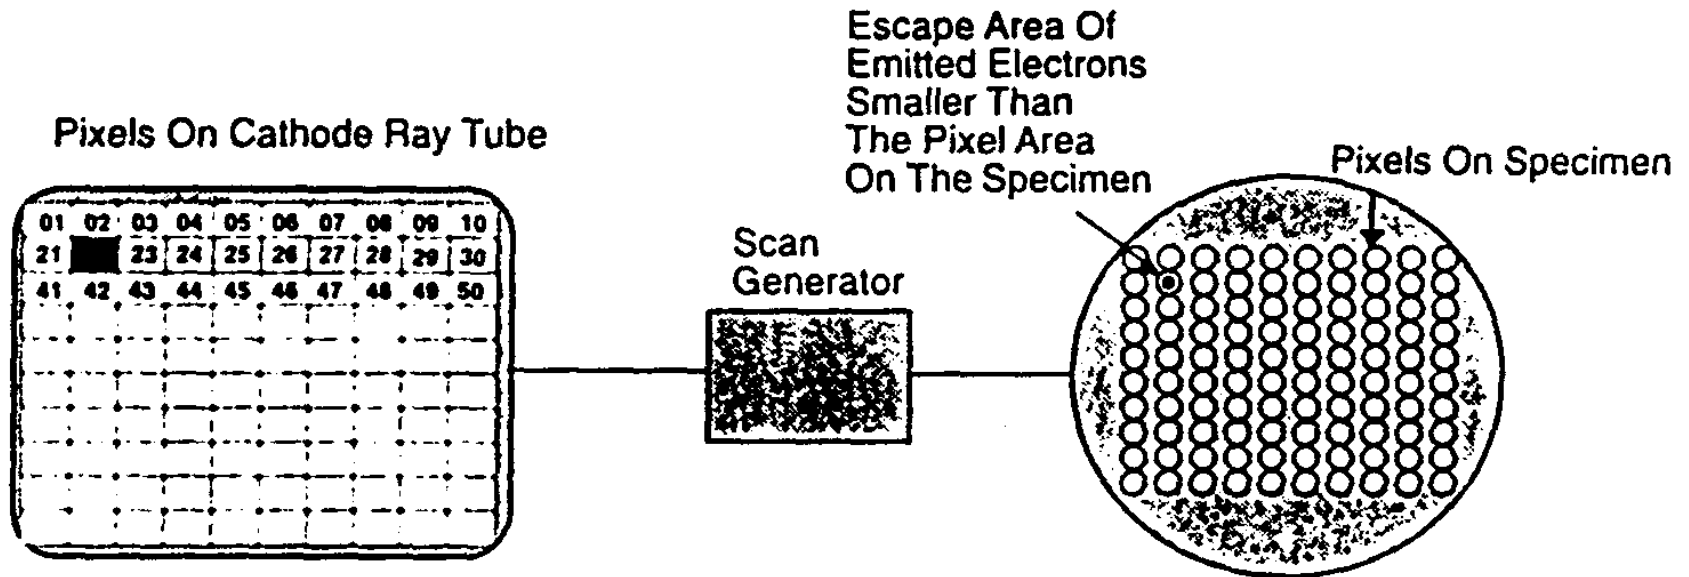 Escape Area Of
Emitted Electrons
Smaller Than
The Pixel Area
On The Specimen
Pixels On Cathode Ray Tube
Pixels On Specimen
Scan
Generator
01 02 03 04 05 06 07 08 09 10
21 23 24 25 26 27 28 29 30
41 42 43 44 45 46 47 48 49 50